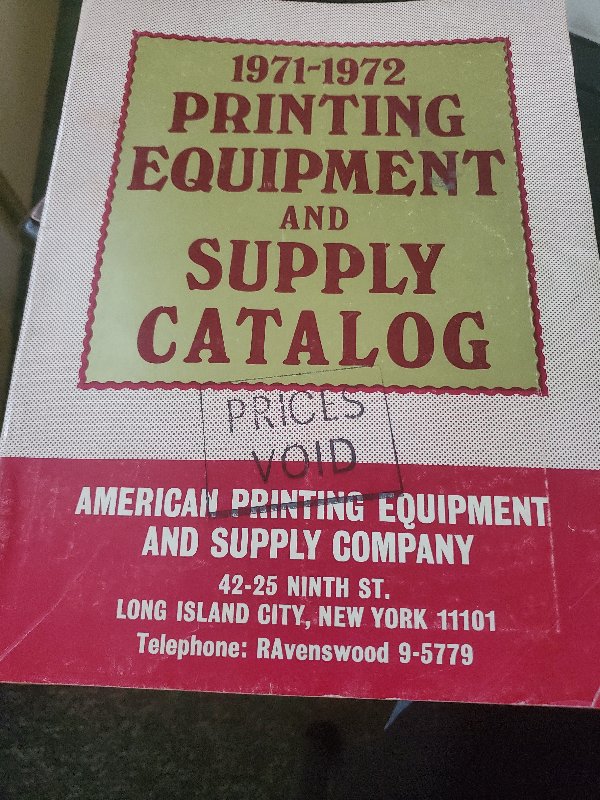 1971-1972
PRINTING
EQUIPMENT
AND
SUPPLY
CATALOG
PRICES
VOID
AMERICAN PRINTING EQUIPMENT
AND SUPPLY COMPANY
42-25 NINTH ST.
LONG ISLAND CITY, NEW YORK 11101
Telephone: RAvenswood 9-5779